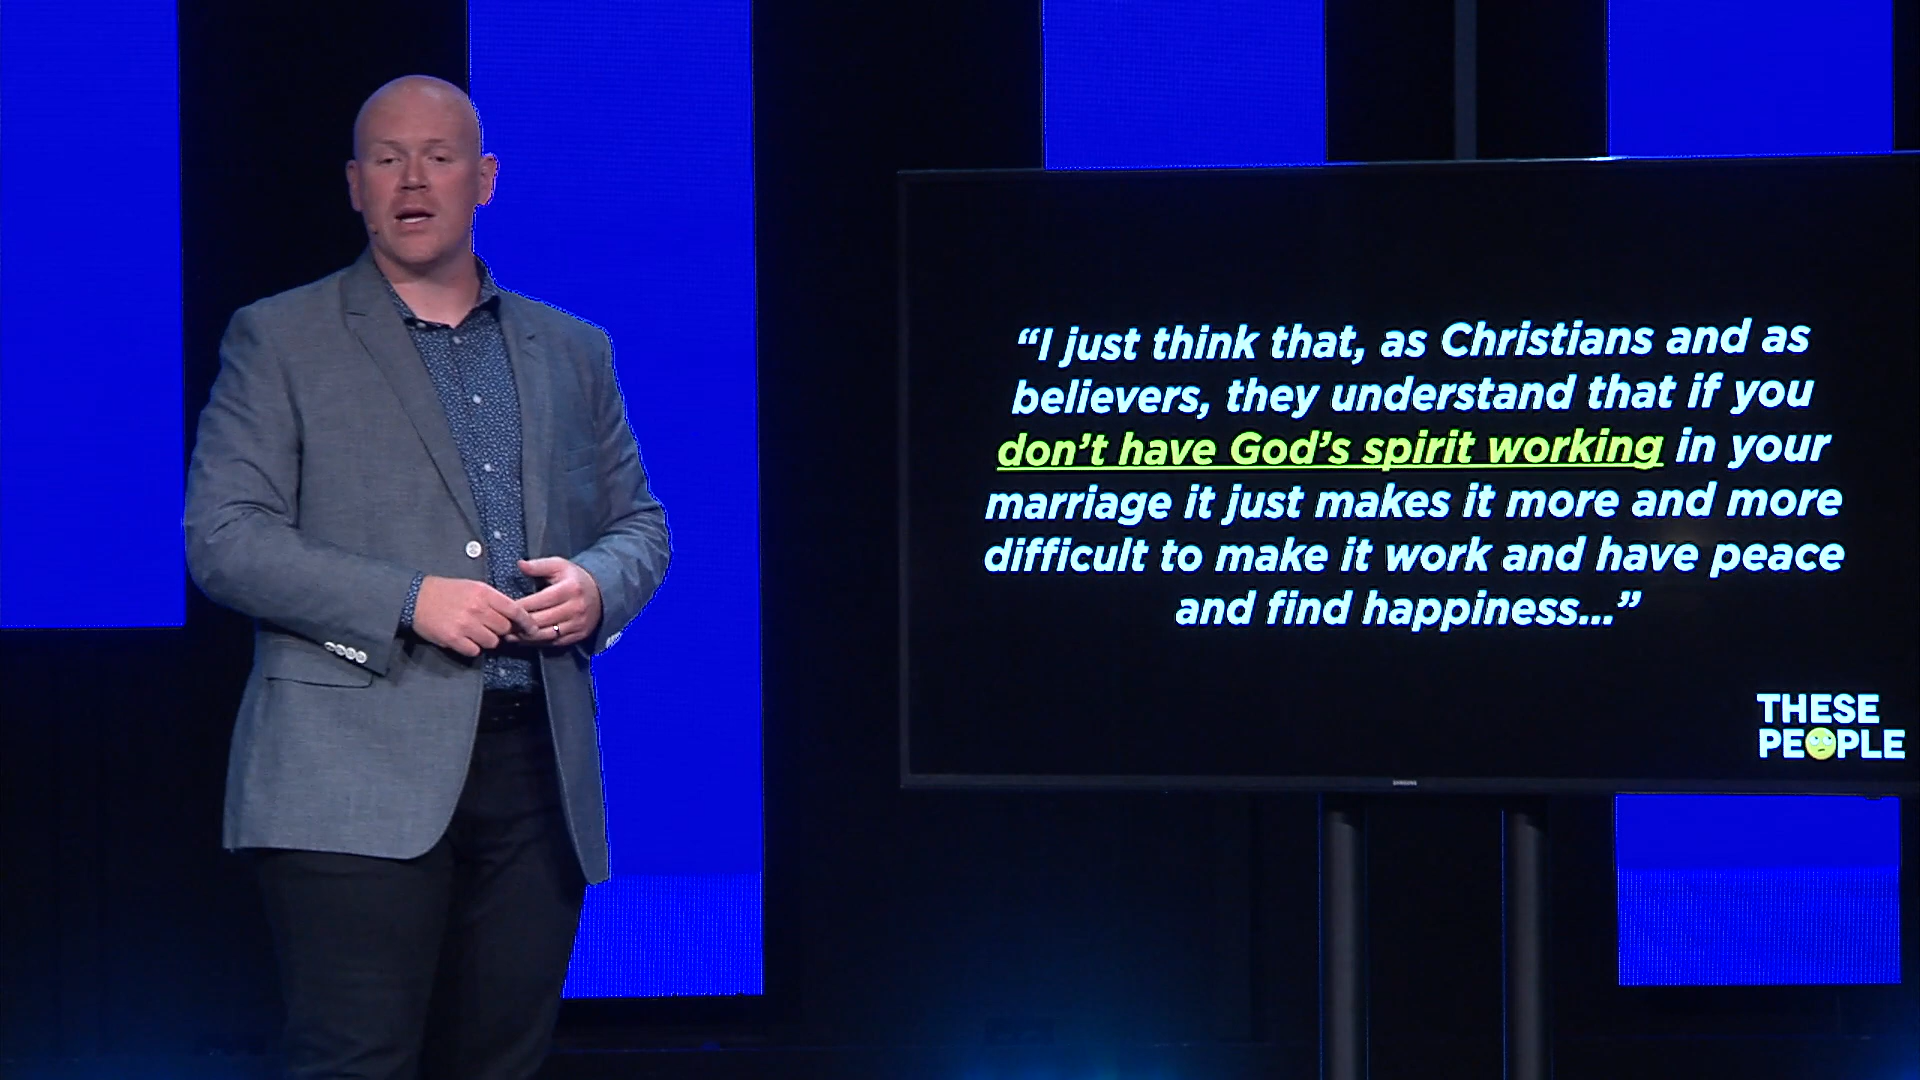 “I just think that, as Christians and as
believers, they understand that if you
don’t have God’s spirit working in your
marriage it just makes it more and more
difficult to make it work and have peace
and find happiness...”
THESE
PEOPLE
SAMSUNG